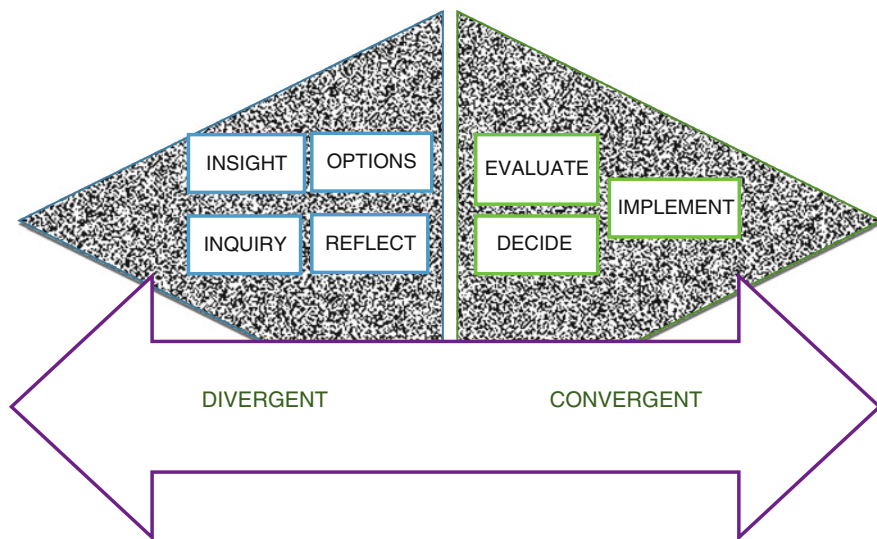 INSIGHT
OPTIONS
INQUIRY
REFLECT
EVALUATE
DECIDE
IMPLEMENT
DIVERGENT
CONVERGENT